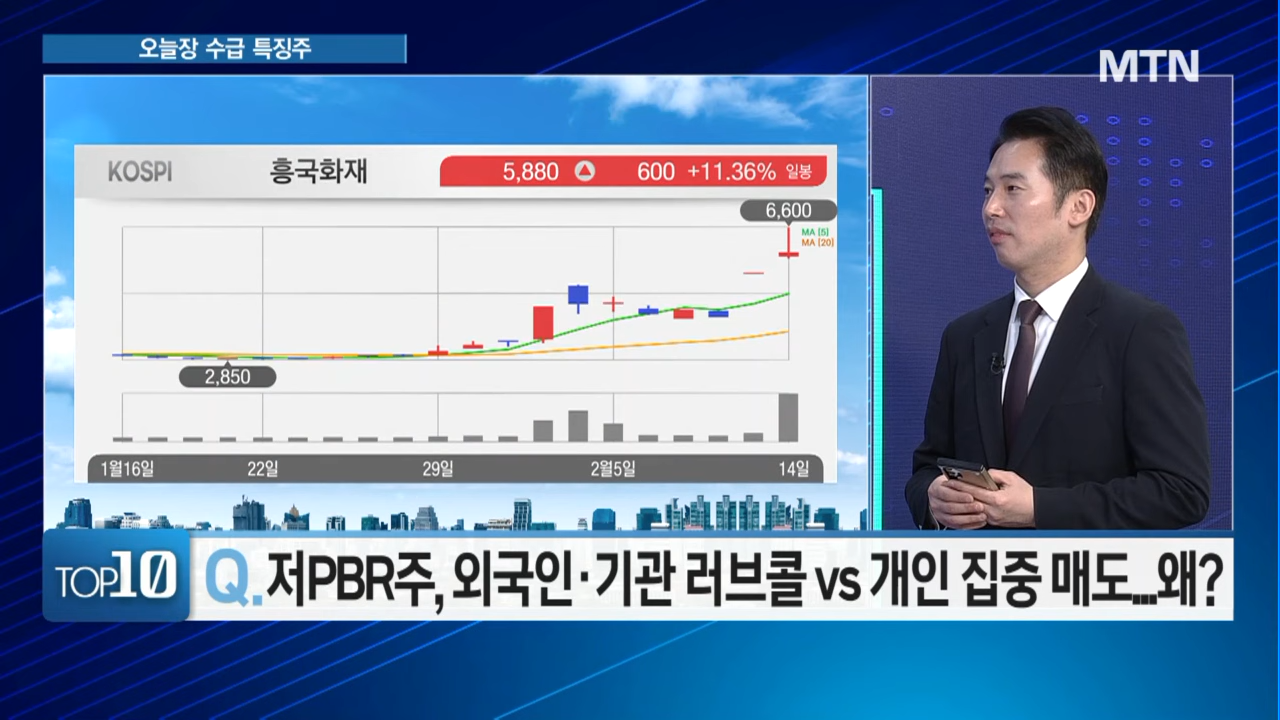 오늘장 수급 특징주
MTN
KOSPI 흥국화재 5,880 600 +11.36% 일봉
6,600
MA [5]
MA [20]
2,850
1월16일 22일 29일 2월5일 14일
TOP10 Q. 저PBR주, 외국인·기관 러브콜 vs 개인 집중 매도...왜?